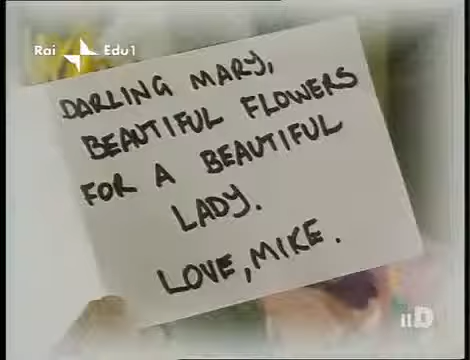 Rai Edu1
DARLING MARY,
BEAUTIFUL FLOWERS
FOR A BEAUTIFUL
LADY.
LOVE, MIKE.